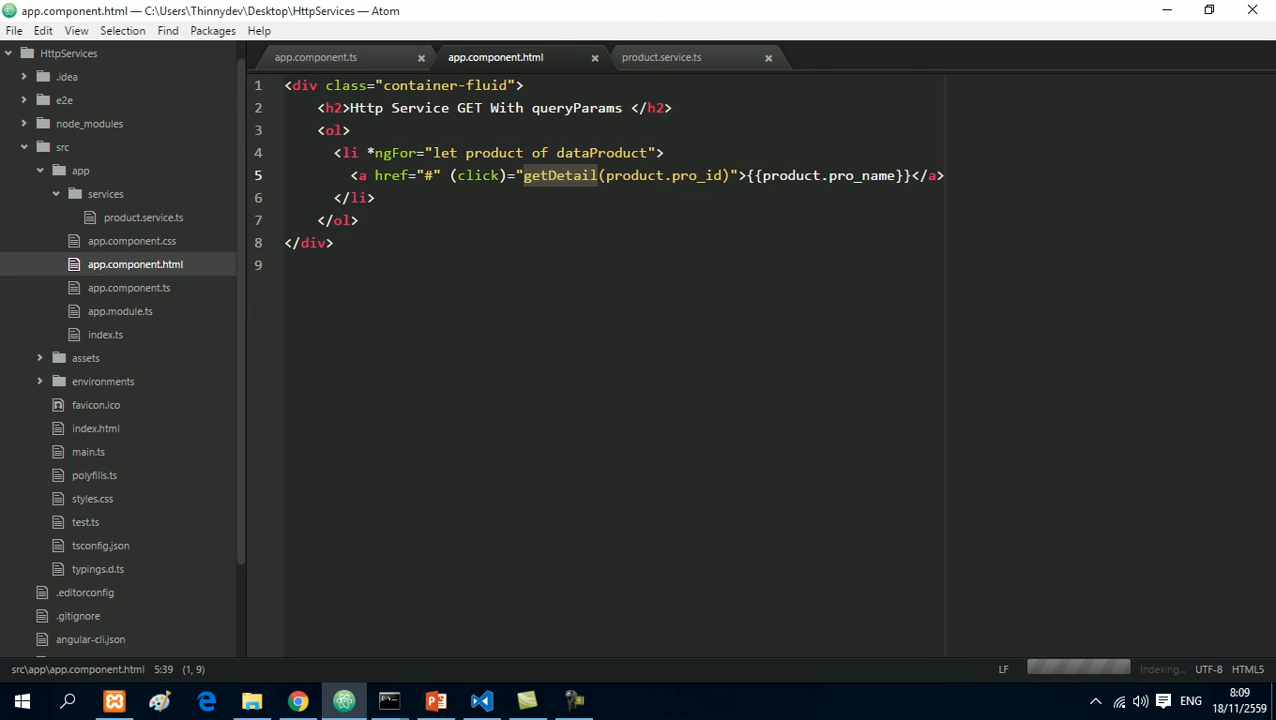 app.component.html — C:\Users\Thinnydev\Desktop\HttpServices — Atom
File Edit View Selection Find Packages Help
HttpServices
.idea
e2e
node_modules
src
app
services
product.service.ts
app.component.css
app.component.html
app.component.ts
app.module.ts
index.ts
assets
environments
favicon.ico
index.html
main.ts
polyfills.ts
styles.css
test.ts
tsconfig.json
typings.d.ts
.editorconfig
.gitignore
angular-cli.json
app.component.ts app.component.html product.service.ts
1 <div class="container-fluid">
2 <h2>Http Service GET With queryParams </h2>
3 <ol>
4 <li *ngFor="let product of dataProduct">
5 <a href="#" (click)="getDetail(product.pro_id)">{{product.pro_name}}</a>
6 </li>
7 </ol>
8 </div>
9
src\app\app.component.html 5:39 (1, 9) LF Indexing... UTF-8 HTML5
ENG
8:09
18/11/2559